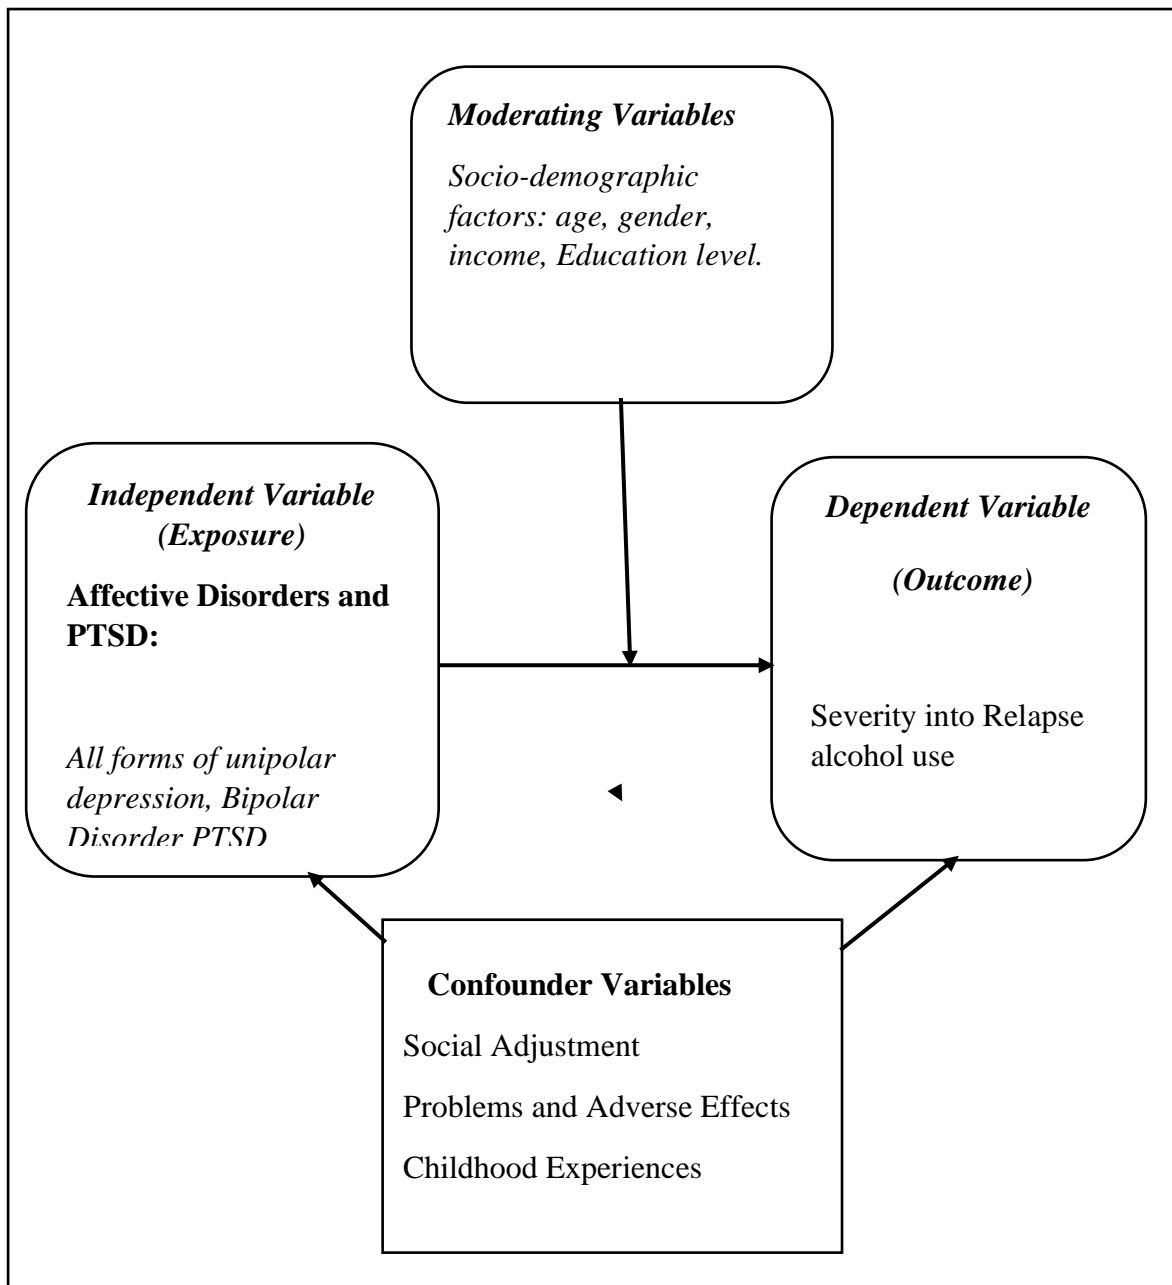 Moderating Variables
Socio-demographic
factors: age, gender,
income, Education level.
Independent Variable
(Exposure)
Affective Disorders and
PTSD:
All forms of unipolar
depression, Bipolar
Disorder PTSD
Dependent Variable
(Outcome)
Severity into Relapse
alcohol use
Confounder Variables
Social Adjustment
Problems and Adverse Effects
Childhood Experiences